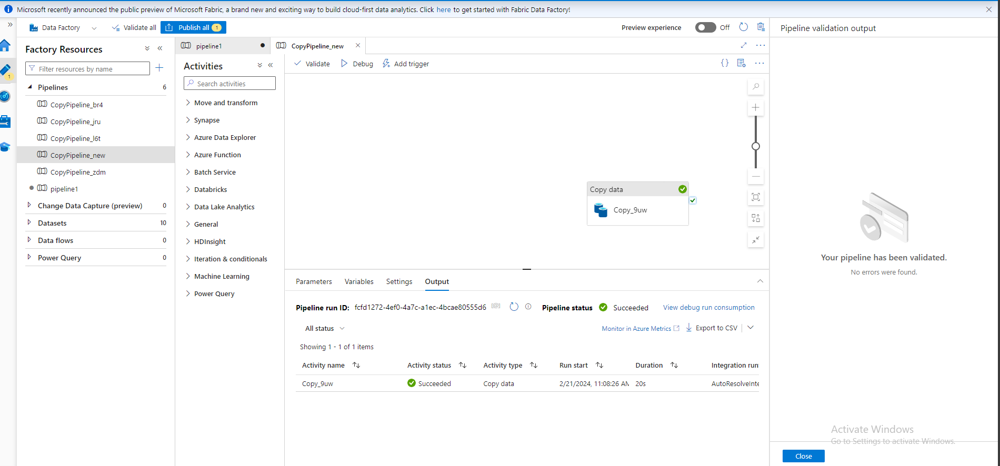 Microsoft recently announced the public preview of Microsoft Fabric, a brand new and exciting way to build cloud-first data analytics. Click here to get started with Fabric Data Factory!
Data Factory
Validate all
Publish all 1
Preview experience
Off
1
Factory Resources
Filter resources by name
Pipelines 6
CopyPipeline_br4
CopyPipeline_jru
CopyPipeline_l6t
CopyPipeline_new
CopyPipeline_zdm
pipeline1
Change Data Capture (preview) 0
Datasets 10
Data flows 0
Power Query 0
pipeline1
CopyPipeline_new
Activities
Search activities
Move and transform
Synapse
Azure Data Explorer
Azure Function
Batch Service
Databricks
Data Lake Analytics
General
HDInsight
Iteration & conditionals
Machine Learning
Power Query
Validate
Debug
Add trigger
{}
Copy data
Copy_9uw
Parameters
Variables
Settings
Output
Pipeline run ID: fcfd1272-4ef0-4a7c-a1ec-4bcae80555d6
Pipeline status Succeeded
View debug run consumption
All status
Monitor in Azure Metrics
Export to CSV
Showing 1 - 1 of 1 items
Activity name Activity status Activity type Run start Duration Integration run
Copy_9uw Succeeded Copy data 2/21/2024, 11:08:26 AM 20s AutoResolveInte
Pipeline validation output
Your pipeline has been validated.
No errors were found.
Activate Windows
Go to Settings to activate Windows.
Close